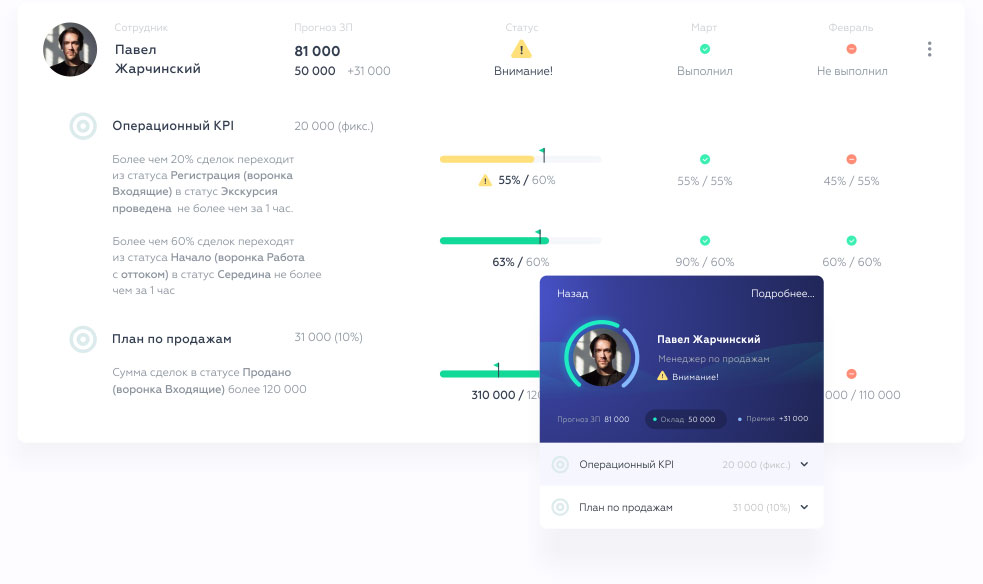 Сотрудник
Прогноз ЗП
Статус
Март
Февраль
Павел
Жарчинский
81 000
50 000 +31 000
Внимание!
Выполнил
Не выполнил
Операционный KPI
20 000 (фикс.)
Более чем 20% сделок переходит
из статуса Регистрация (воронка
Входящие) в статус Экскурсия
проведена не более чем за 1 час.
55% / 60%
55% / 55%
45% / 55%
Более чем 60% сделок переходят
из статуса Начало (воронка Работа
с оттоком) в статус Середина не более
чем за 1 час
63% / 60%
90% / 60%
60% / 60%
План по продажам
31 000 (10%)
Сумма сделок в статусе Продано
(воронка Входящие) более 120 000
310 000 /
000 / 110 000
Назад
Подробнее...
Павел Жарчинский
Менеджер по продажам
Внимание!
Прогноз ЗП 81 000
Оклад 50 000
Премия +31 000
Операционный KPI
20 000 (фикс.)
План по продажам
31 000 (10%)